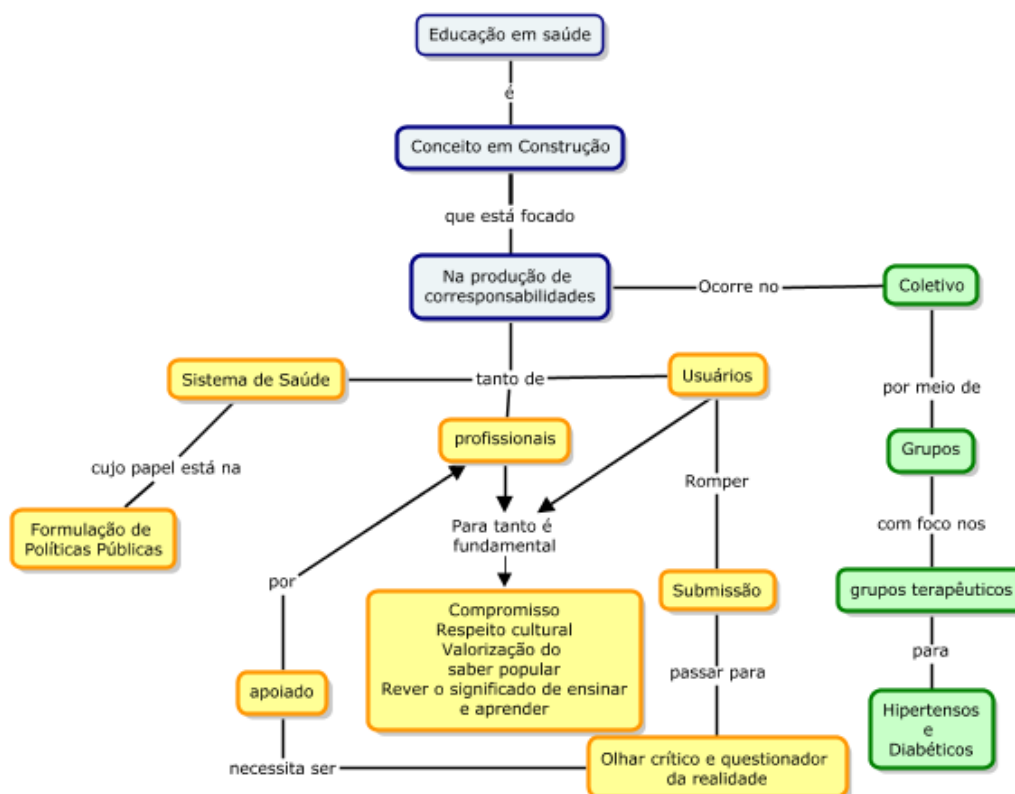 Educação em saúde
é
Conceito em Construção
que está focado
Na produção de
corresponsabilidades
Ocorre no
Coletivo
Sistema de Saúde
tanto de
Usuários
por meio de
profissionais
Grupos
cujo papel está na
Romper
Formulação de
Políticas Públicas
Para tanto é
fundamental
com foco nos
por
Submissão
grupos terapêuticos
Compromisso
Respeito cultural
Valorização do
saber popular
Rever o significado de ensinar
e aprender
passar para
para
apoiado
Hipertensos
e
Diabéticos
necessita ser
Olhar crítico e questionador
da realidade